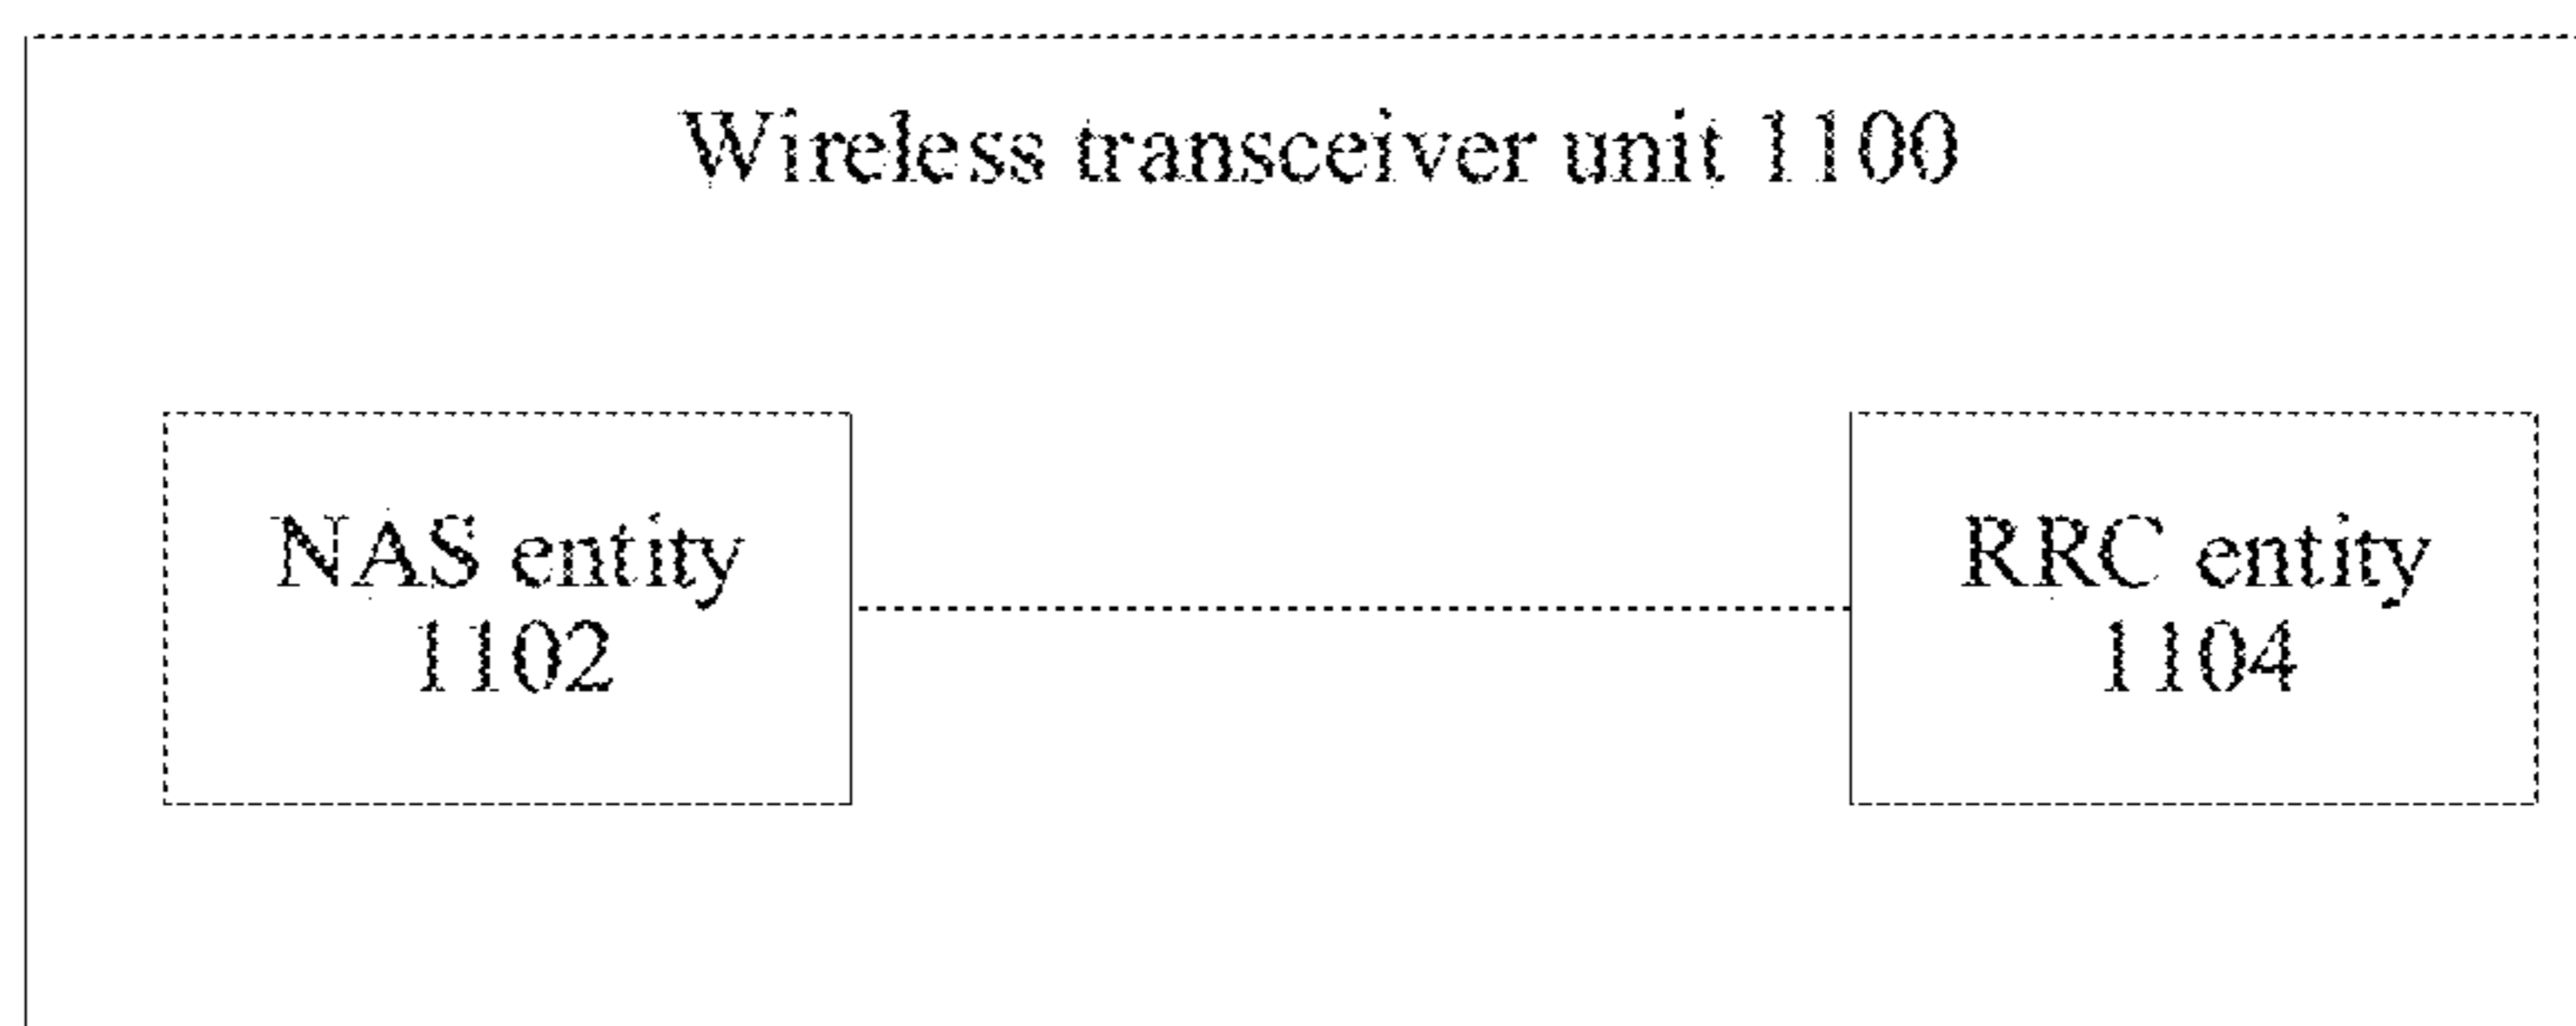 Wireless transceiver unit 1100
NAS entity
1102
RRC entity
1104